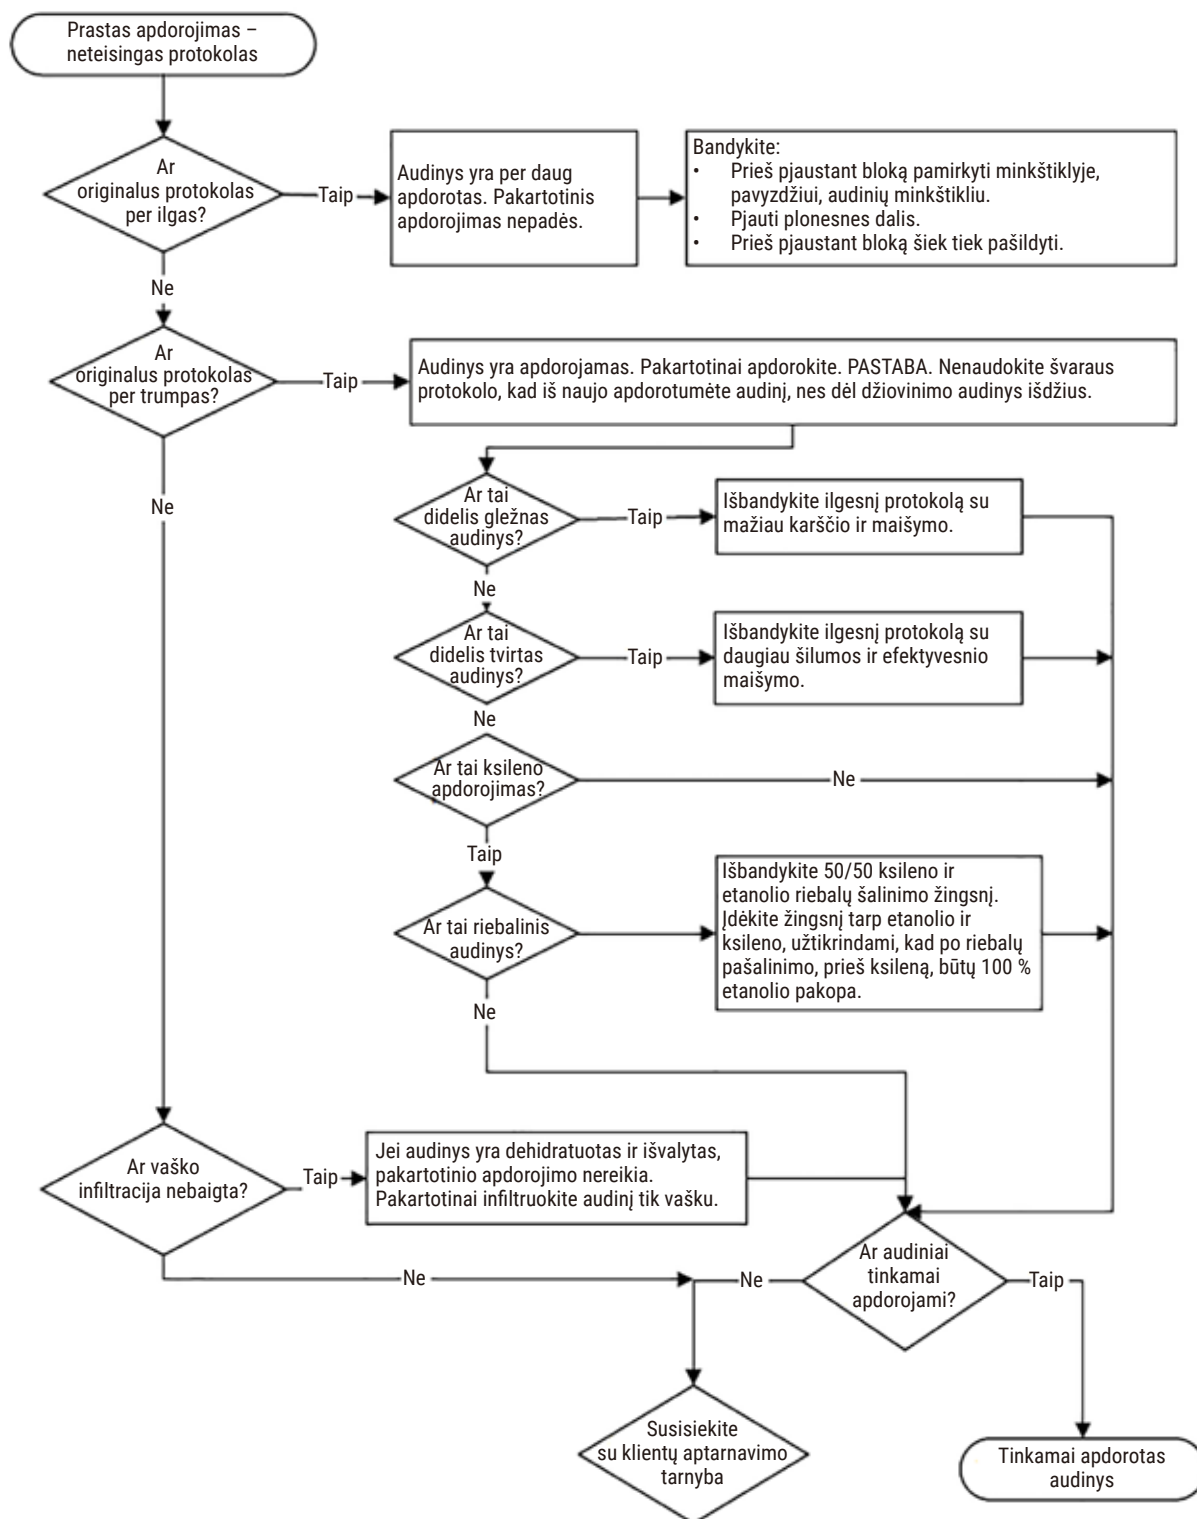 Prastas apdorojimas –
neteisingas protokolas
Ar
originalus protokolas
per ilgas?
Taip
Audinys yra per daug
apdorotas. Pakartotinis
apdorojimas nepadės.
Bandykite:
• Prieš pjaustant bloką pamirkyti minkštiklyje,
pavyzdžiui, audinių minkštikliu.
• Pjauti plonesnes dalis.
• Prieš pjaustant bloką šiek tiek pašildyti.
Ne
Ar
originalus protokolas
per trumpas?
Taip
Audinys yra apdorojamas. Pakartotinai apdorokite. PASTABA. Nenaudokite švaraus
protokolo, kad iš naujo apdorotumėte audinį, nes dėl džiovinimo audinys išdžius.
Ne
Ar tai
didelis gležnas
audinys?
Taip
Išbandykite ilgesnį protokolą su
mažiau karščio ir maišymo.
Ne
Ar tai
didelis tvirtas
audinys?
Taip
Išbandykite ilgesnį protokolą su
daugiau šilumos ir efektyvesnio
maišymo.
Ne
Ar tai ksileno
apdorojimas?
Ne
Taip
Ar tai riebalinis
audinys?
Išbandykite 50/50 ksileno ir
etanolio riebalų šalinimo žingsnį.
Įdėkite žingsnį tarp etanolio ir
ksileno, užtikrindami, kad po riebalų
pašalinimo, prieš ksileną, būtų 100 %
etanolio pakopa.
Ne
Ar vaško
infiltracija nebaigta?
Taip
Jei audinys yra dehidratuotas ir išvalytas,
pakartotinio apdorojimo nereikia.
Pakartotinai infiltruokite audinį tik vašku.
Ne
Ar audiniai
tinkamai
apdorojami?
Ne
Taip
Susisiekite
su klientų aptarnavimo
tarnyba
Tinkamai apdorotas
audinys